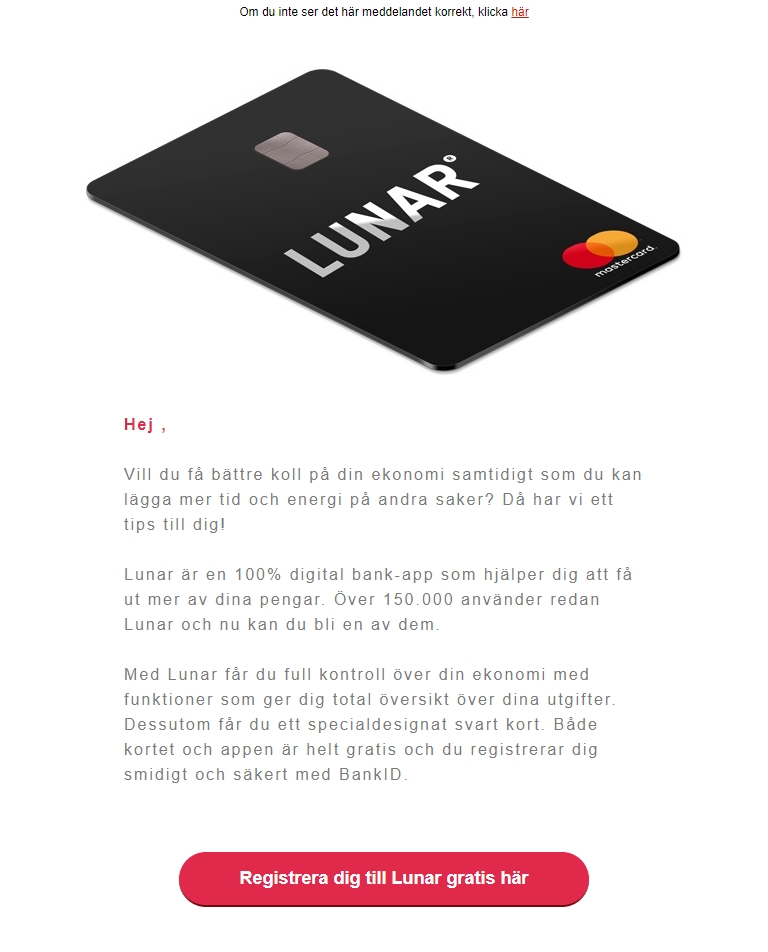 Om du inte ser det här meddelandet korrekt, klicka här
LUNAR®
mastercard.
Hej ,
Vill du få bättre koll på din ekonomi samtidigt som du kan
lägga mer tid och energi på andra saker? Då har vi ett
tips till dig!
Lunar är en 100% digital bank-app som hjälper dig att få
ut mer av dina pengar. Över 150.000 använder redan
Lunar och nu kan du bli en av dem.
Med Lunar får du full kontroll över din ekonomi med
funktioner som ger dig total översikt över dina utgifter.
Dessutom får du ett specialdesignat svart kort. Både
kortet och appen är helt gratis och du registrerar dig
smidigt och säkert med BankID.
Registrera dig till Lunar gratis här